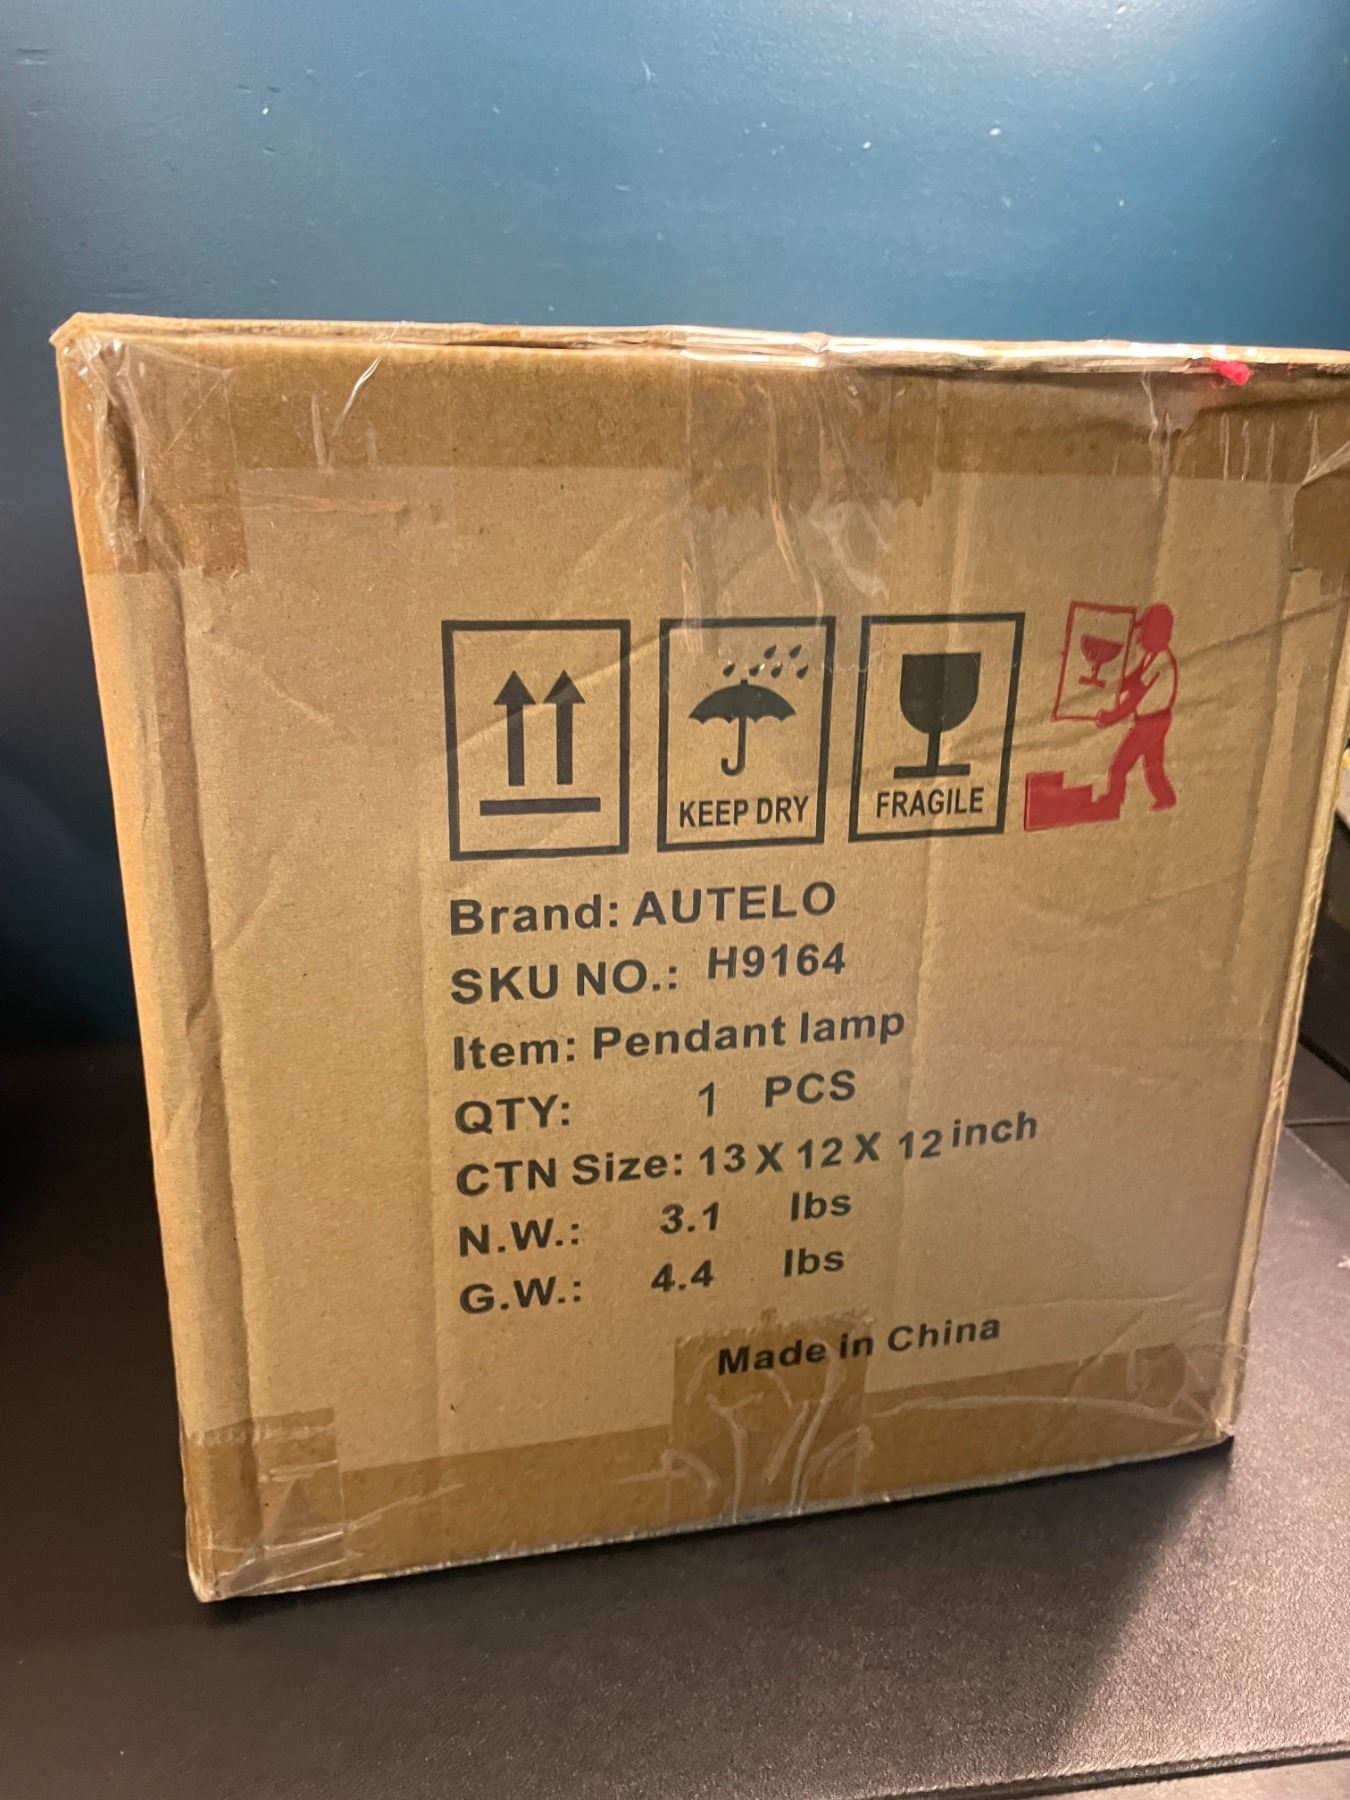 KEEP DRY
FRAGILE
Brand: AUTELO
SKU NO.: H9164
Item: Pendant lamp
QTY: 1 PCS
CTN Size: 13 X 12 X 12 inch
N.W.: 3.1 lbs
G.W.: 4.4 lbs
Made in China